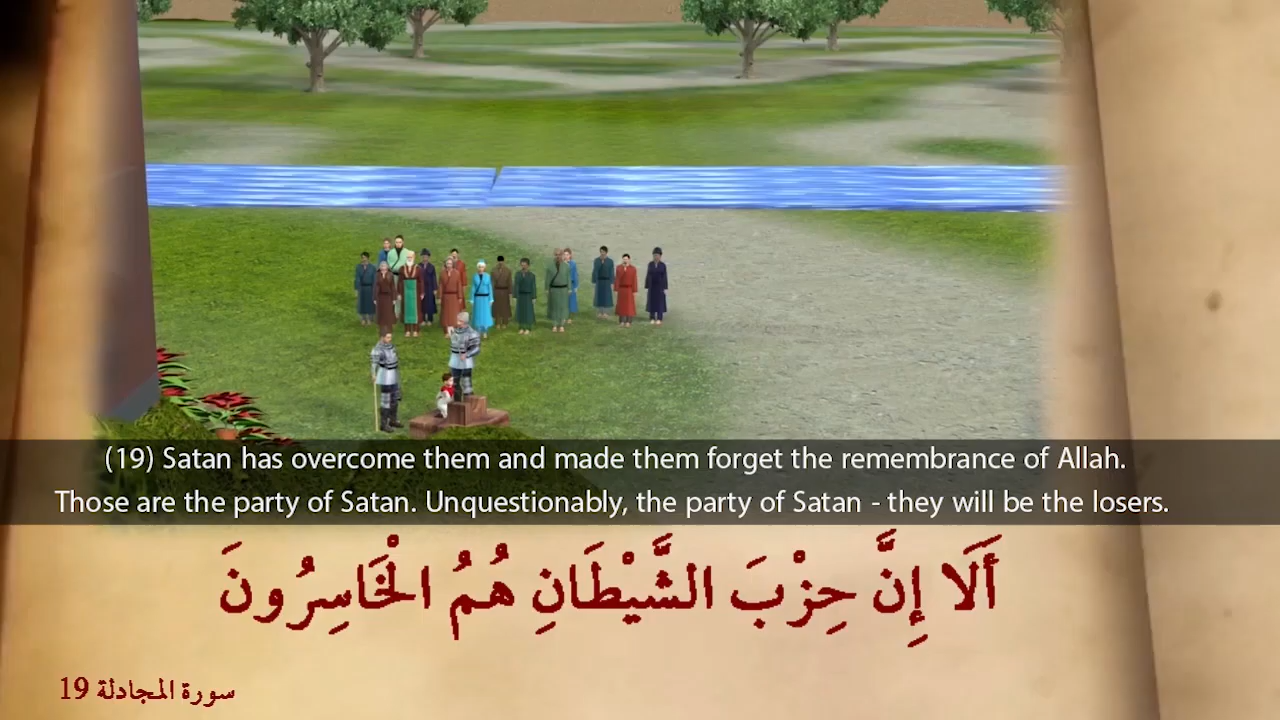 (19) Satan has overcome them and made them forget the remembrance of Allah.
Those are the party of Satan. Unquestionably, the party of Satan - they will be the losers.
أَلَا إِنَّ حِزْبَ الشَّيْطَانِ هُمُ الْخَاسِرُونَ
سورة المجادلة 19